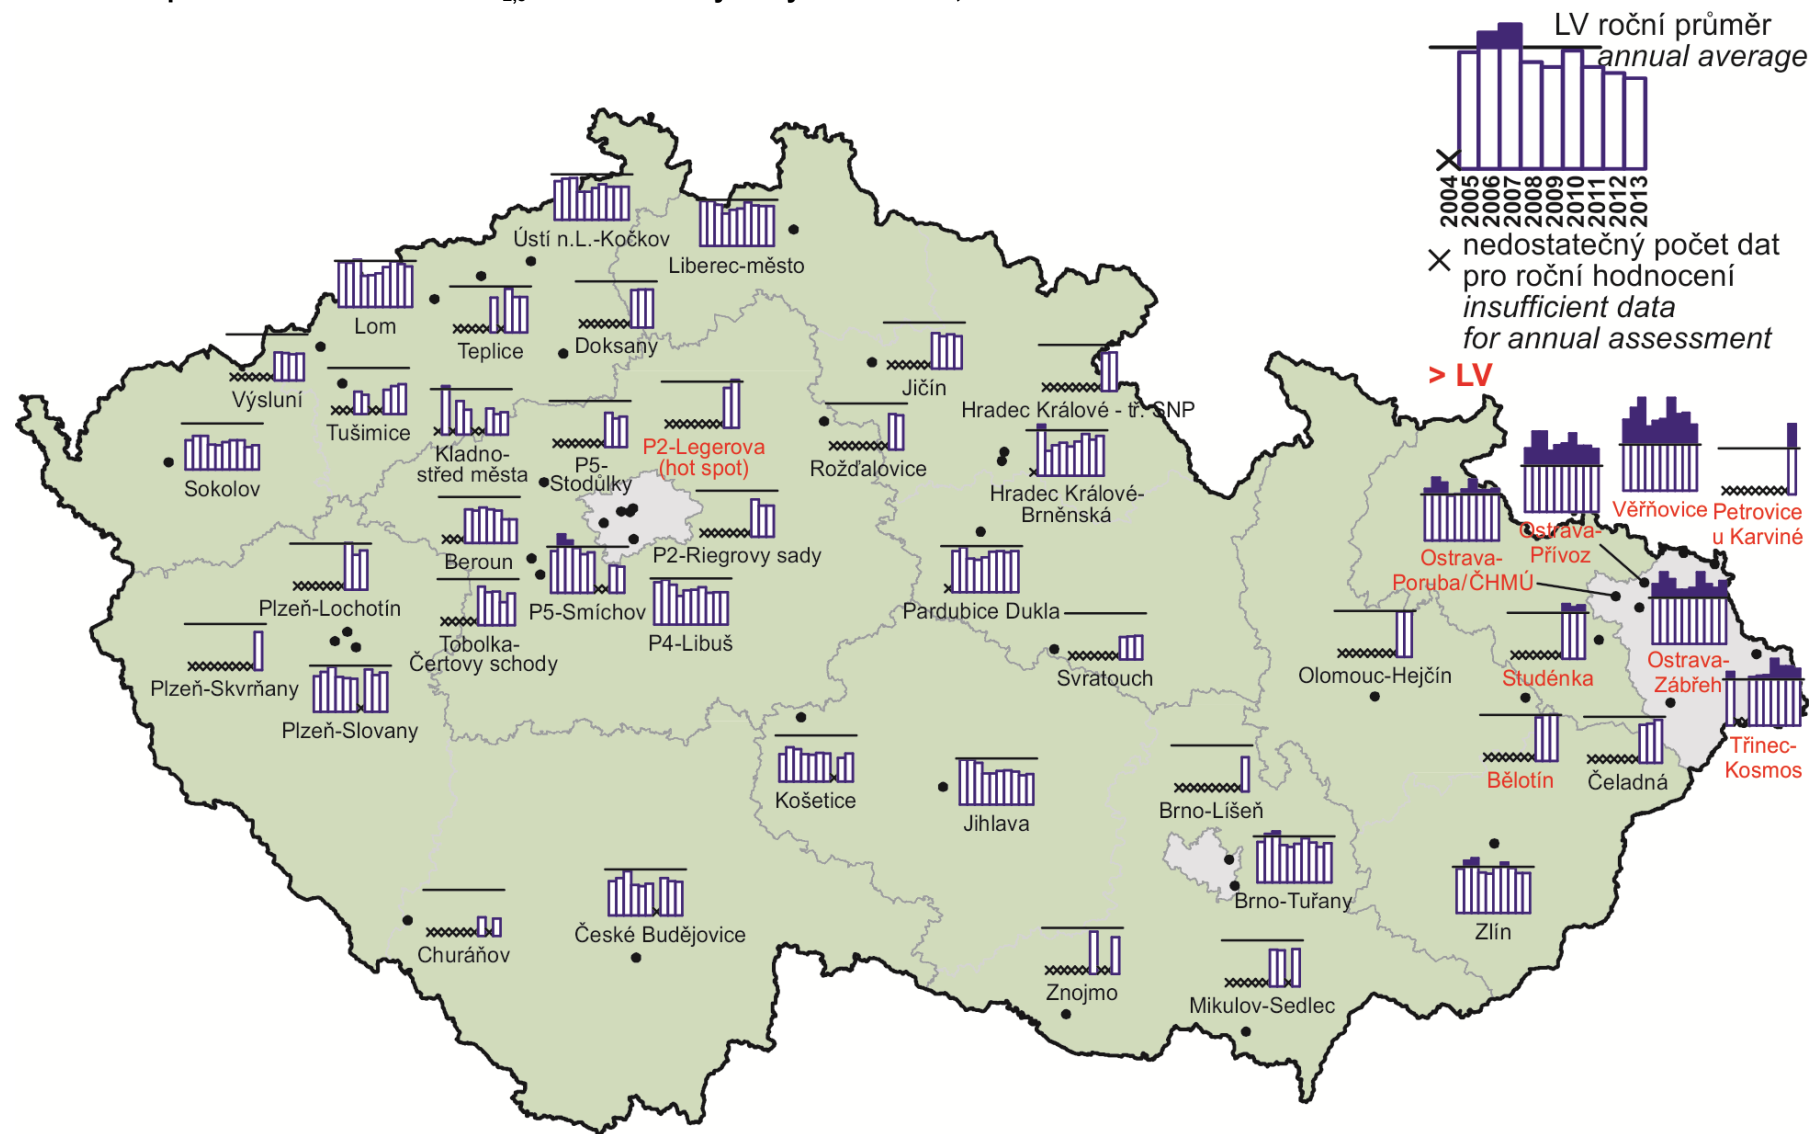 LV roční průměr
annual average
2004
2005
2006
2007
2008
2009
2010
2011
2012
2013
nedostatečný počet dat
pro roční hodnocení
insufficient data
for annual assessment
> LV
Ústí n.L.-Kočkov
Liberec-město
Lom
Teplice
Doksany
Výsluní
Tušimice
Jičín
Hradec Králové - tř. SNP
Kladno-
střed města
P5-
Stodůlky
P2-Legerova
(hot spot)
Rožďalovice
Sokolov
Hradec Králové-
Brněnská
Věřňovice
Petrovice
u Karviné
Ostrava-
Přívoz
Ostrava-
Poruba/ČHMÚ
Beroun
P2-Riegrovy sady
Plzeň-Lochotín
P5-Smíchov
Pardubice Dukla
Tobolka-
Čertovy schody
P4-Libuš
Svratouch
Olomouc-Hejčín
Studénka
Ostrava-
Zábřeh
Plzeň-Skvrňany
Plzeň-Slovany
Třinec-
Kosmos
Bělotín
Čeladná
Košetice
Jihlava
Brno-Líšeň
Brno-Tuřany
Zlín
České Budějovice
Churáňov
Znojmo
Mikulov-Sedlec